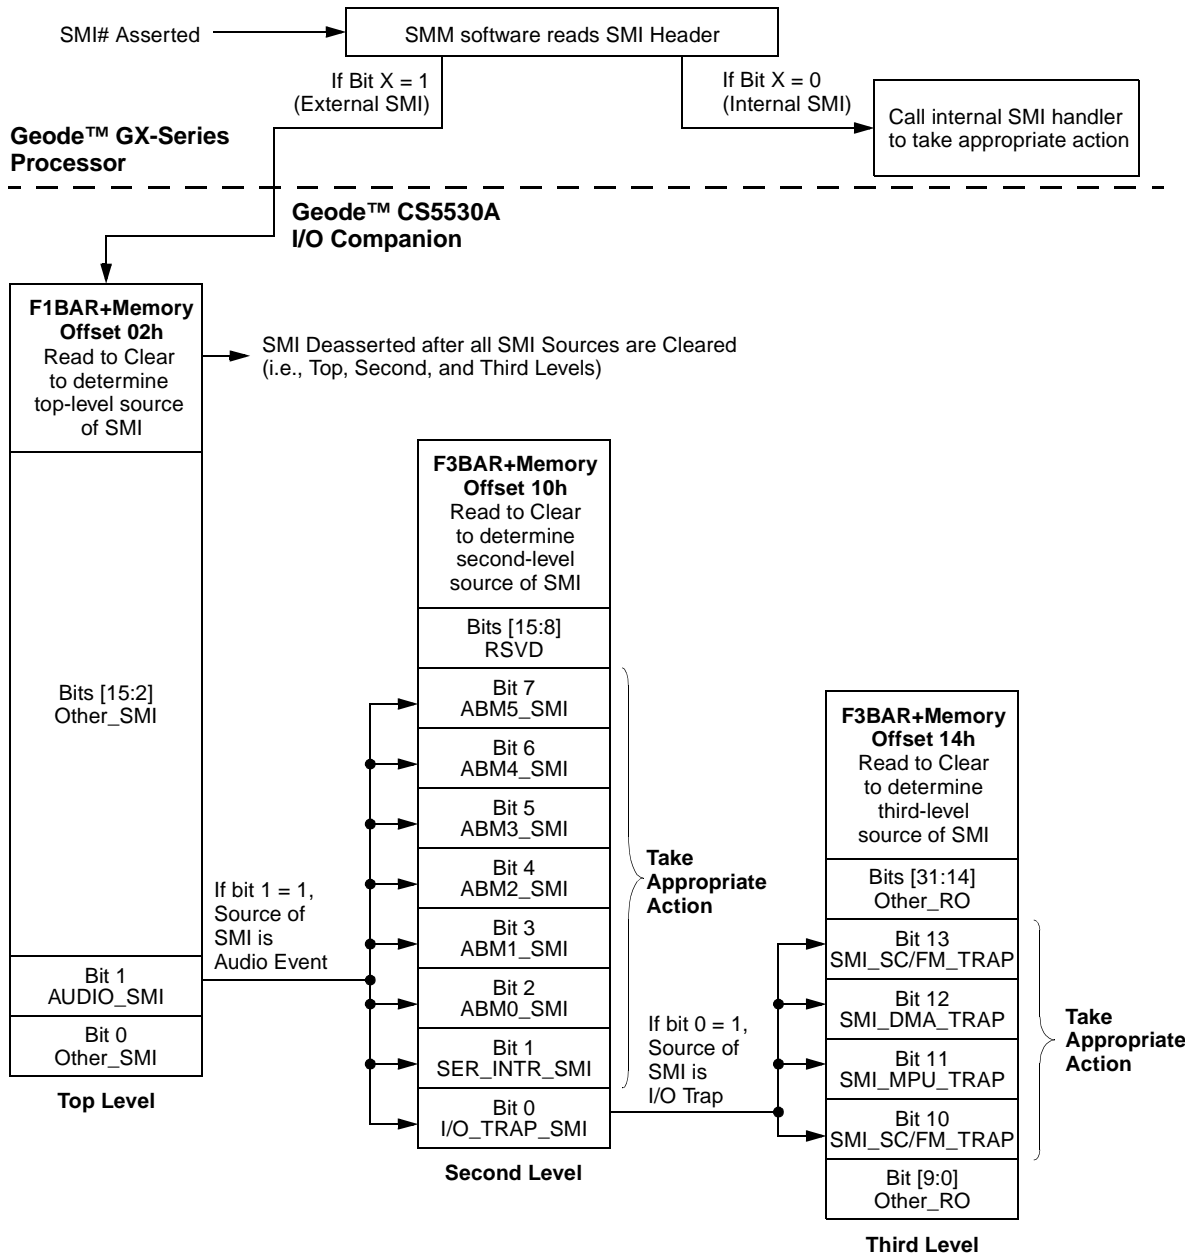 SMI# Asserted
SMM software reads SMI Header
If Bit X = 1
(External SMI)
If Bit X = 0
(Internal SMI)
Call internal SMI handler
to take appropriate action
Geode™ GX-Series
Processor
Geode™ CS5530A
I/O Companion
F1BAR+Memory
Offset 02h
Read to Clear
to determine
top-level source
of SMI
SMI Deasserted after all SMI Sources are Cleared
(i.e., Top, Second, and Third Levels)
Bits [15:2]
Other_SMI
Bit 1
AUDIO_SMI
Bit 0
Other_SMI
Top Level
If bit 1 = 1,
Source of
SMI is
Audio Event
F3BAR+Memory
Offset 10h
Read to Clear
to determine
second-level
source of SMI
Bits [15:8]
RSVD
Bit 7
ABM5_SMI
Bit 6
ABM4_SMI
Bit 5
ABM3_SMI
Bit 4
ABM2_SMI
Bit 3
ABM1_SMI
Bit 2
ABM0_SMI
Bit 1
SER_INTR_SMI
Bit 0
I/O_TRAP_SMI
Second Level
Take
Appropriate
Action
If bit 0 = 1,
Source of
SMI is
I/O Trap
F3BAR+Memory
Offset 14h
Read to Clear
to determine
third-level
source of SMI
Bits [31:14]
Other_RO
Bit 13
SMI_SC/FM_TRAP
Bit 12
SMI_DMA_TRAP
Bit 11
SMI_MPU_TRAP
Bit 10
SMI_SC/FM_TRAP
Bit [9:0]
Other_RO
Third Level
Take
Appropriate
Action